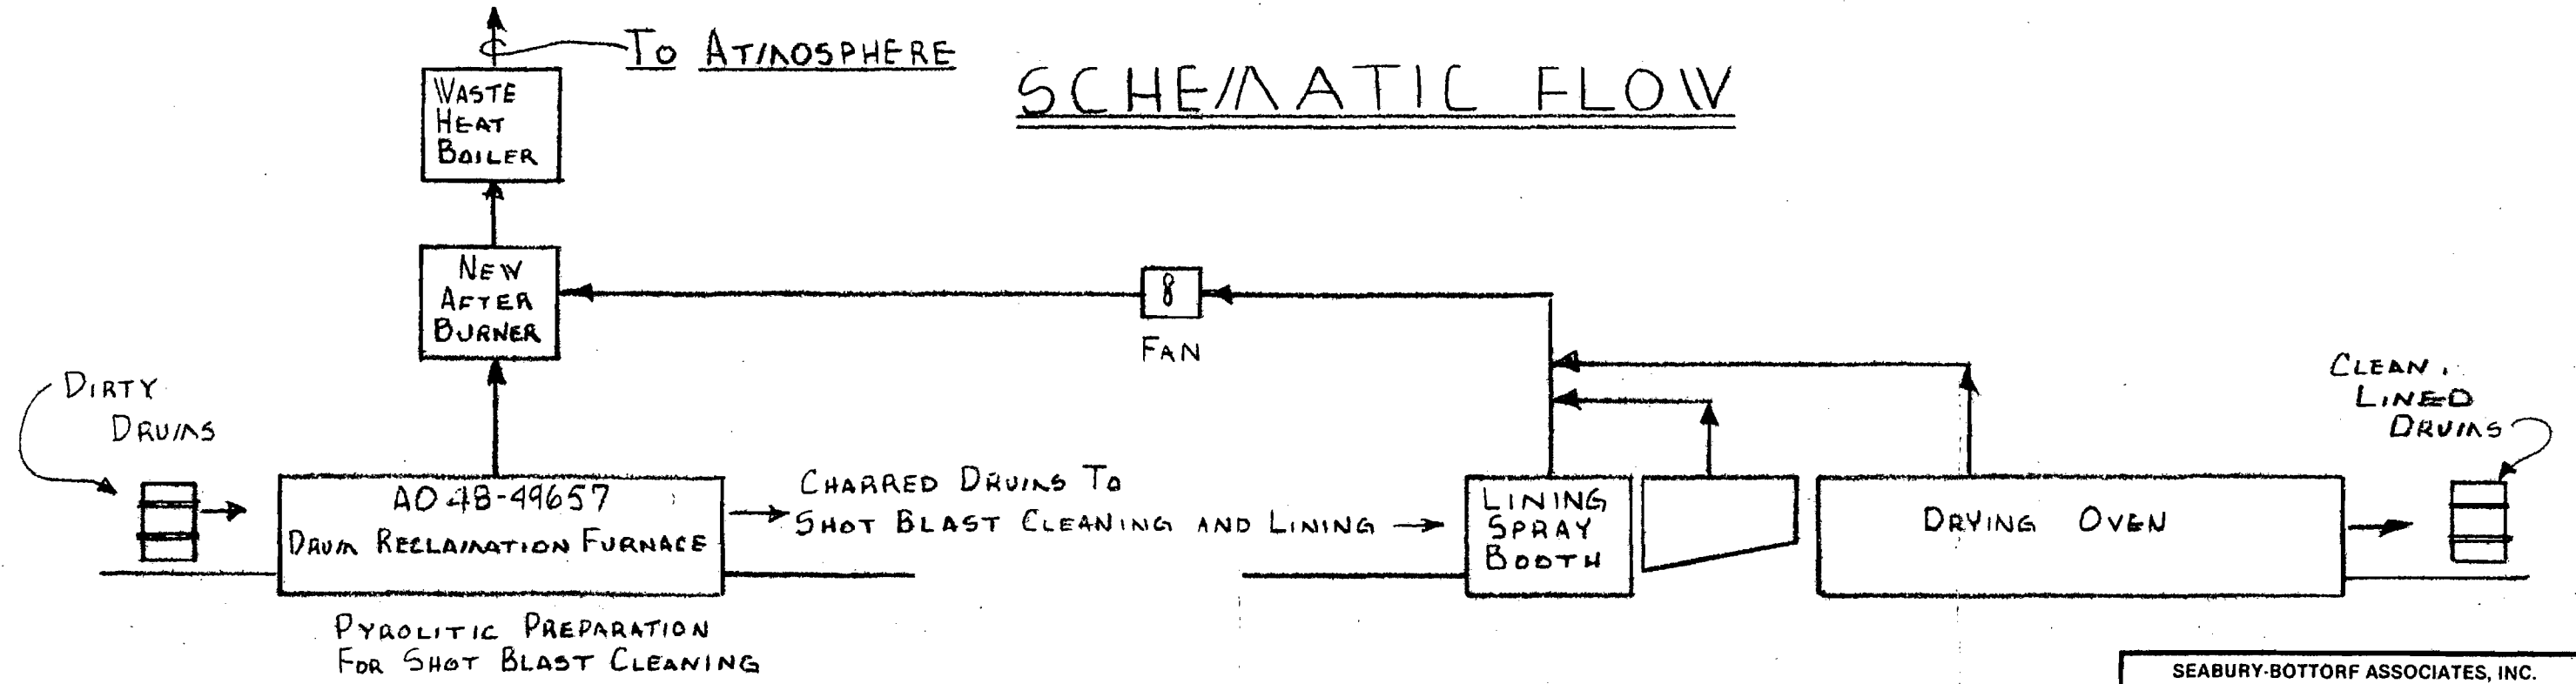 To ATMOSPHERE
SCHEMATIC FLOW
WASTE
HEAT
BOILER
NEW
AFTER
BURNER
8
FAN
DIRTY
DRUMS
CLEAN,
LINED
DRUMS
AO 48-49657
DRUM RECLAMATION FURNACE
CHARRED DRUMS TO
SHOT BLAST CLEANING AND LINING
LINING
SPRAY
BOOTH
DRYING OVEN
PYROLITIC PREPARATION
FOR SHOT BLAST CLEANING
SEABURY-BOTTORF ASSOCIATES, INC.